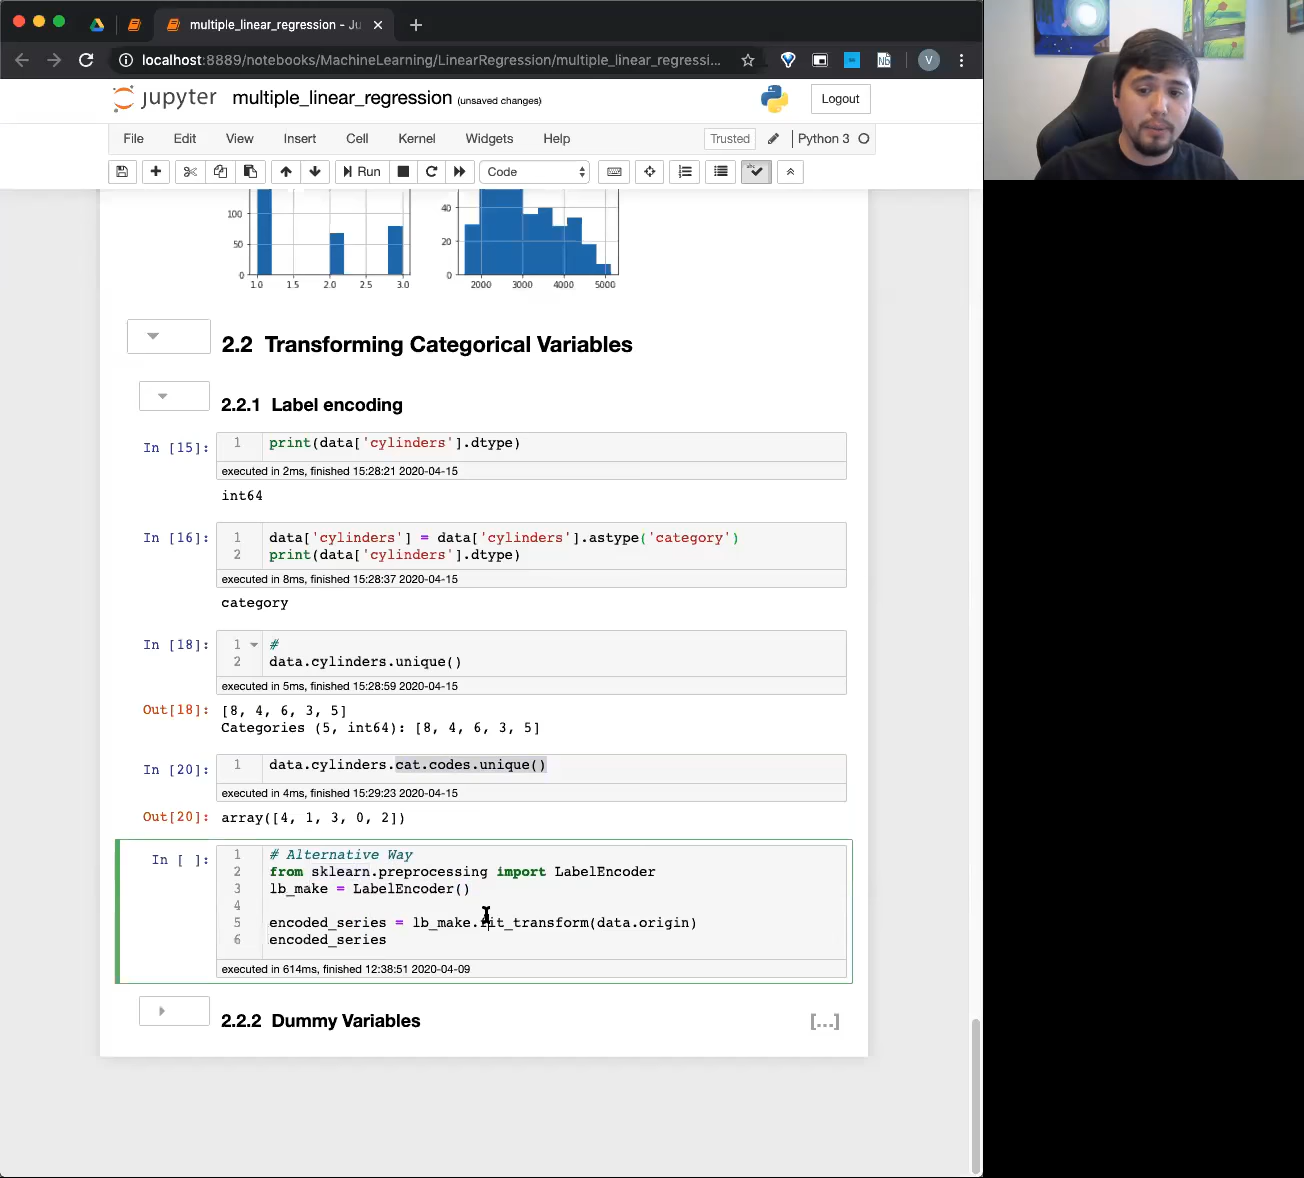 multiple_linear_regression - Ju
localhost:8889/notebooks/MachineLearning/LinearRegression/multiple_linear_regressi...
V
jupyter multiple_linear_regression (unsaved changes)
Logout
File Edit View Insert Cell Kernel Widgets Help
Trusted
Python 3
Run
Code
100
50
0
1.0 1.5 2.0 2.5 3.0
40
20
0
2000 3000 4000 5000
2.2 Transforming Categorical Variables
2.2.1 Label encoding
In [15]:
1 print(data['cylinders'].dtype)
executed in 2ms, finished 15:28:21 2020-04-15
int64
In [16]:
1 data['cylinders'] = data['cylinders'].astype('category')
2 print(data['cylinders'].dtype)
executed in 8ms, finished 15:28:37 2020-04-15
category
In [18]:
1 #
2 data.cylinders.unique()
executed in 5ms, finished 15:28:59 2020-04-15
Out[18]: [8, 4, 6, 3, 5]
Categories (5, int64): [8, 4, 6, 3, 5]
In [20]:
1 data.cylinders.cat.codes.unique()
executed in 4ms, finished 15:29:23 2020-04-15
Out[20]: array([4, 1, 3, 0, 2])
In [ ]:
1 # Alternative Way
2 from sklearn.preprocessing import LabelEncoder
3 lb_make = LabelEncoder()
4
5 encoded_series = lb_make.fit_transform(data.origin)
6 encoded_series
executed in 614ms, finished 12:38:51 2020-04-09
2.2.2 Dummy Variables
[...]